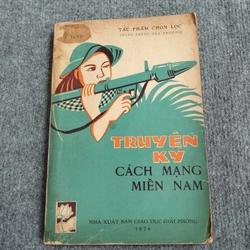 TÁC PHẨM CHỌN LỌC
TRUYỆN KÝ
CÁCH MẠNG
MIỀN NAM
NHÀ XUẤT BẢN GIÁO DỤC GIẢI PHÓNG
1974